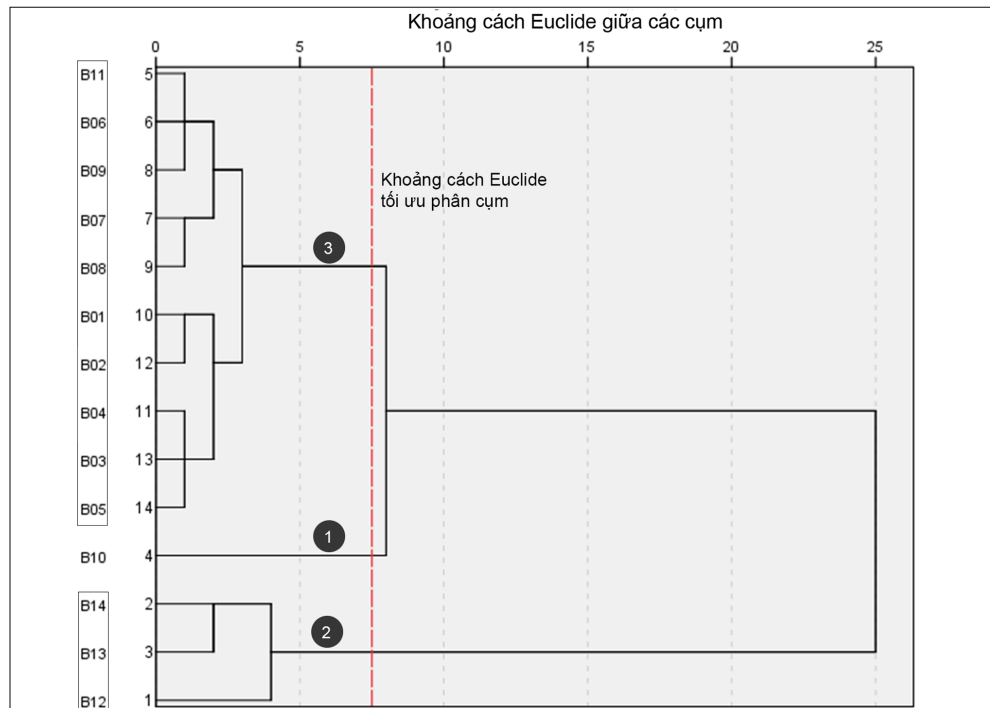 Khoảng cách Euclide giữa các cụm
0 5 10 15 20 25
B11 5
B06 6
B09 8
Khoảng cách Euclide
tối ưu phân cụm
B07 7
3
B08 9
B01 10
B02 12
B04 11
B03 13
B05 14
1
B10 4
B14 2
2
B13 3
B12 1